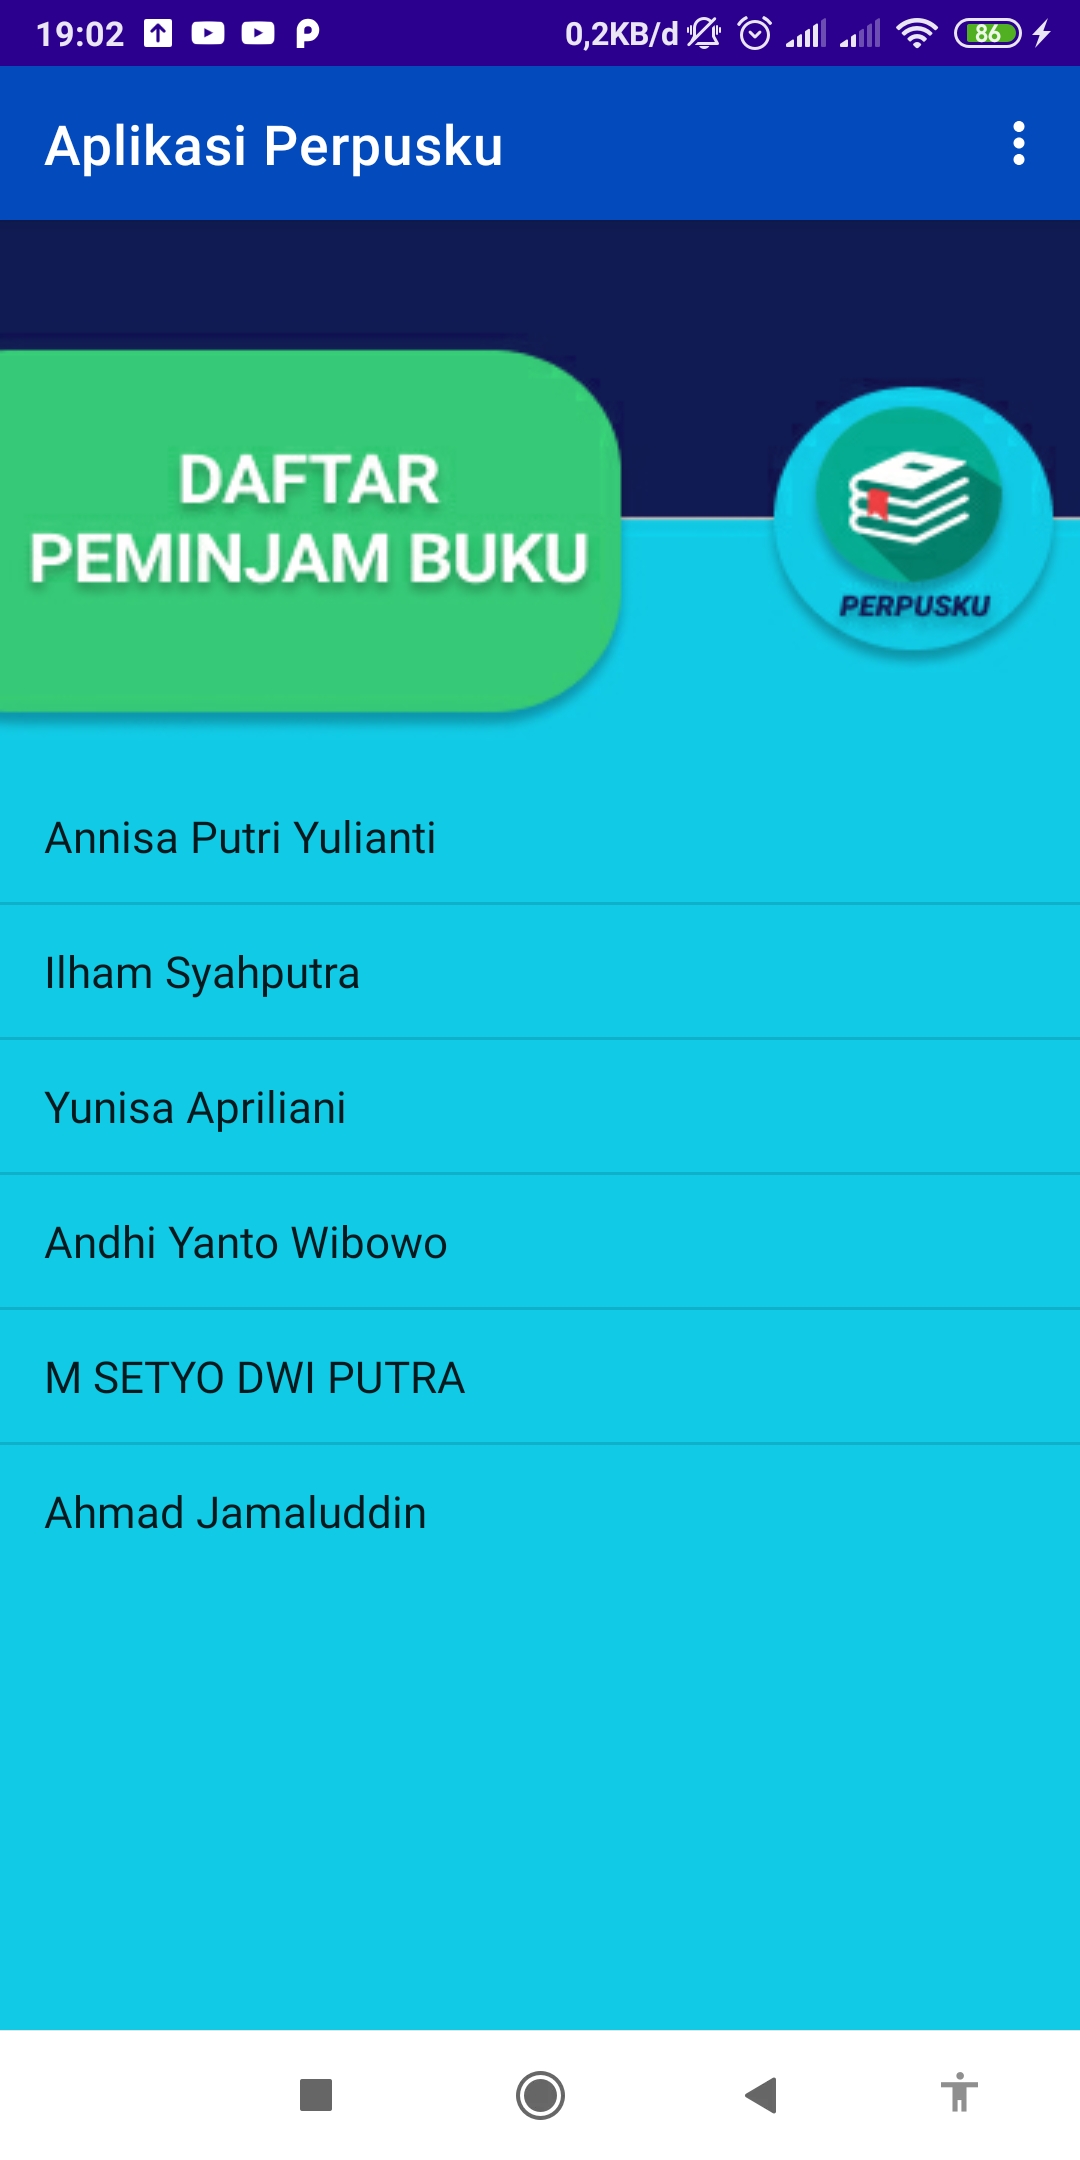 19:02 0,2KB/d 86
Aplikasi Perpusku
DAFTAR
PEMINJAM BUKU
PERPUSKU
Annisa Putri Yulianti
Ilham Syahputra
Yunisa Apriliani
Andhi Yanto Wibowo
M SETYO DWI PUTRA
Ahmad Jamaluddin